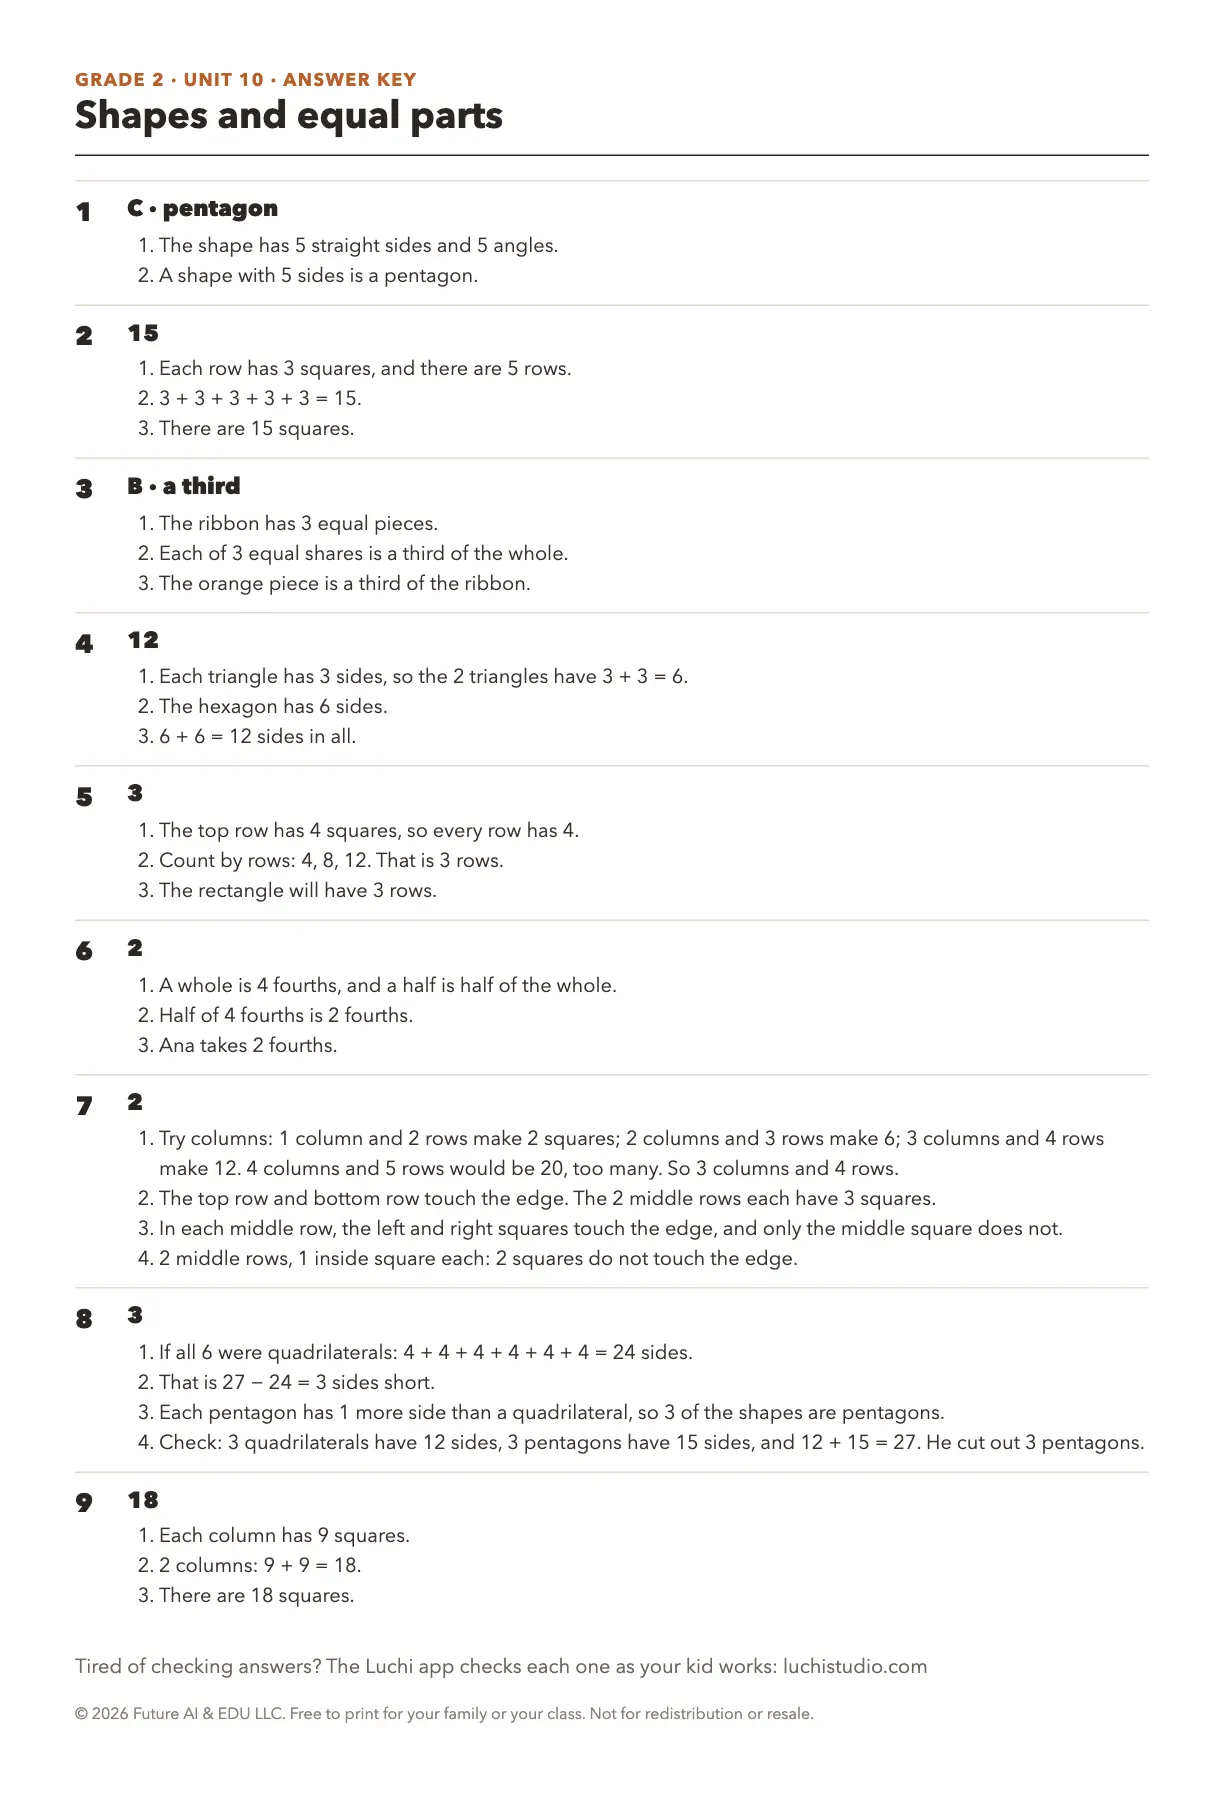 GRADE 2 · UNIT 10 · ANSWER KEY
Shapes and equal parts
1 C · pentagon
1. The shape has 5 straight sides and 5 angles.
2. A shape with 5 sides is a pentagon.
2 15
1. Each row has 3 squares, and there are 5 rows.
2. 3 + 3 + 3 + 3 + 3 = 15.
3. There are 15 squares.
3 B · a third
1. The ribbon has 3 equal pieces.
2. Each of 3 equal shares is a third of the whole.
3. The orange piece is a third of the ribbon.
4 12
1. Each triangle has 3 sides, so the 2 triangles have 3 + 3 = 6.
2. The hexagon has 6 sides.
3. 6 + 6 = 12 sides in all.
5 3
1. The top row has 4 squares, so every row has 4.
2. Count by rows: 4, 8, 12. That is 3 rows.
3. The rectangle will have 3 rows.
6 2
1. A whole is 4 fourths, and a half is half of the whole.
2. Half of 4 fourths is 2 fourths.
3. Ana takes 2 fourths.
7 2
1. Try columns: 1 column and 2 rows make 2 squares; 2 columns and 3 rows make 6; 3 columns and 4 rows
make 12. 4 columns and 5 rows would be 20, too many. So 3 columns and 4 rows.
2. The top row and bottom row touch the edge. The 2 middle rows each have 3 squares.
3. In each middle row, the left and right squares touch the edge, and only the middle square does not.
4. 2 middle rows, 1 inside square each: 2 squares do not touch the edge.
8 3
1. If all 6 were quadrilaterals: 4 + 4 + 4 + 4 + 4 + 4 = 24 sides.
2. That is 27 − 24 = 3 sides short.
3. Each pentagon has 1 more side than a quadrilateral, so 3 of the shapes are pentagons.
4. Check: 3 quadrilaterals have 12 sides, 3 pentagons have 15 sides, and 12 + 15 = 27. He cut out 3 pentagons.
9 18
1. Each column has 9 squares.
2. 2 columns: 9 + 9 = 18.
3. There are 18 squares.
Tired of checking answers? The Luchi app checks each one as your kid works: luchistudio.com
© 2026 Future AI & EDU LLC. Free to print for your family or your class. Not for redistribution or resale.